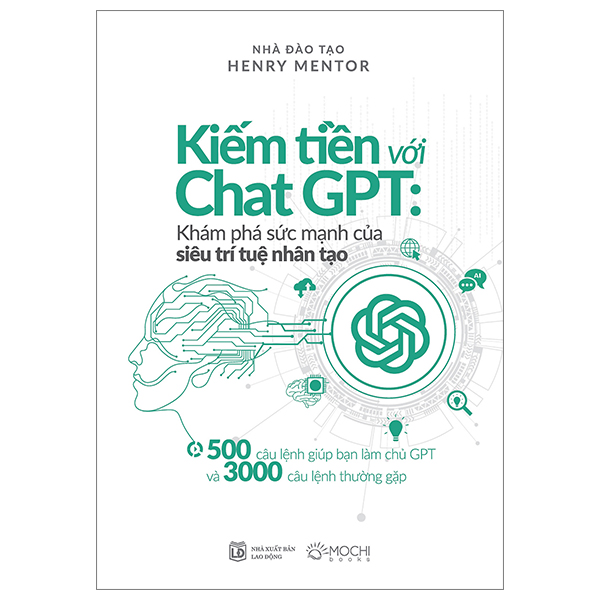 NHÀ ĐÀO TẠO
HENRY MENTOR
Kiếm tiền với
Chat GPT:
Khám phá sức mạnh của
siêu trí tuệ nhân tạo
AI
500 câu lệnh giúp bạn làm chủ GPT
và 3000 câu lệnh thường gặp
LĐ
NHÀ XUẤT BẢN
LAO ĐỘNG
MOCHI
books